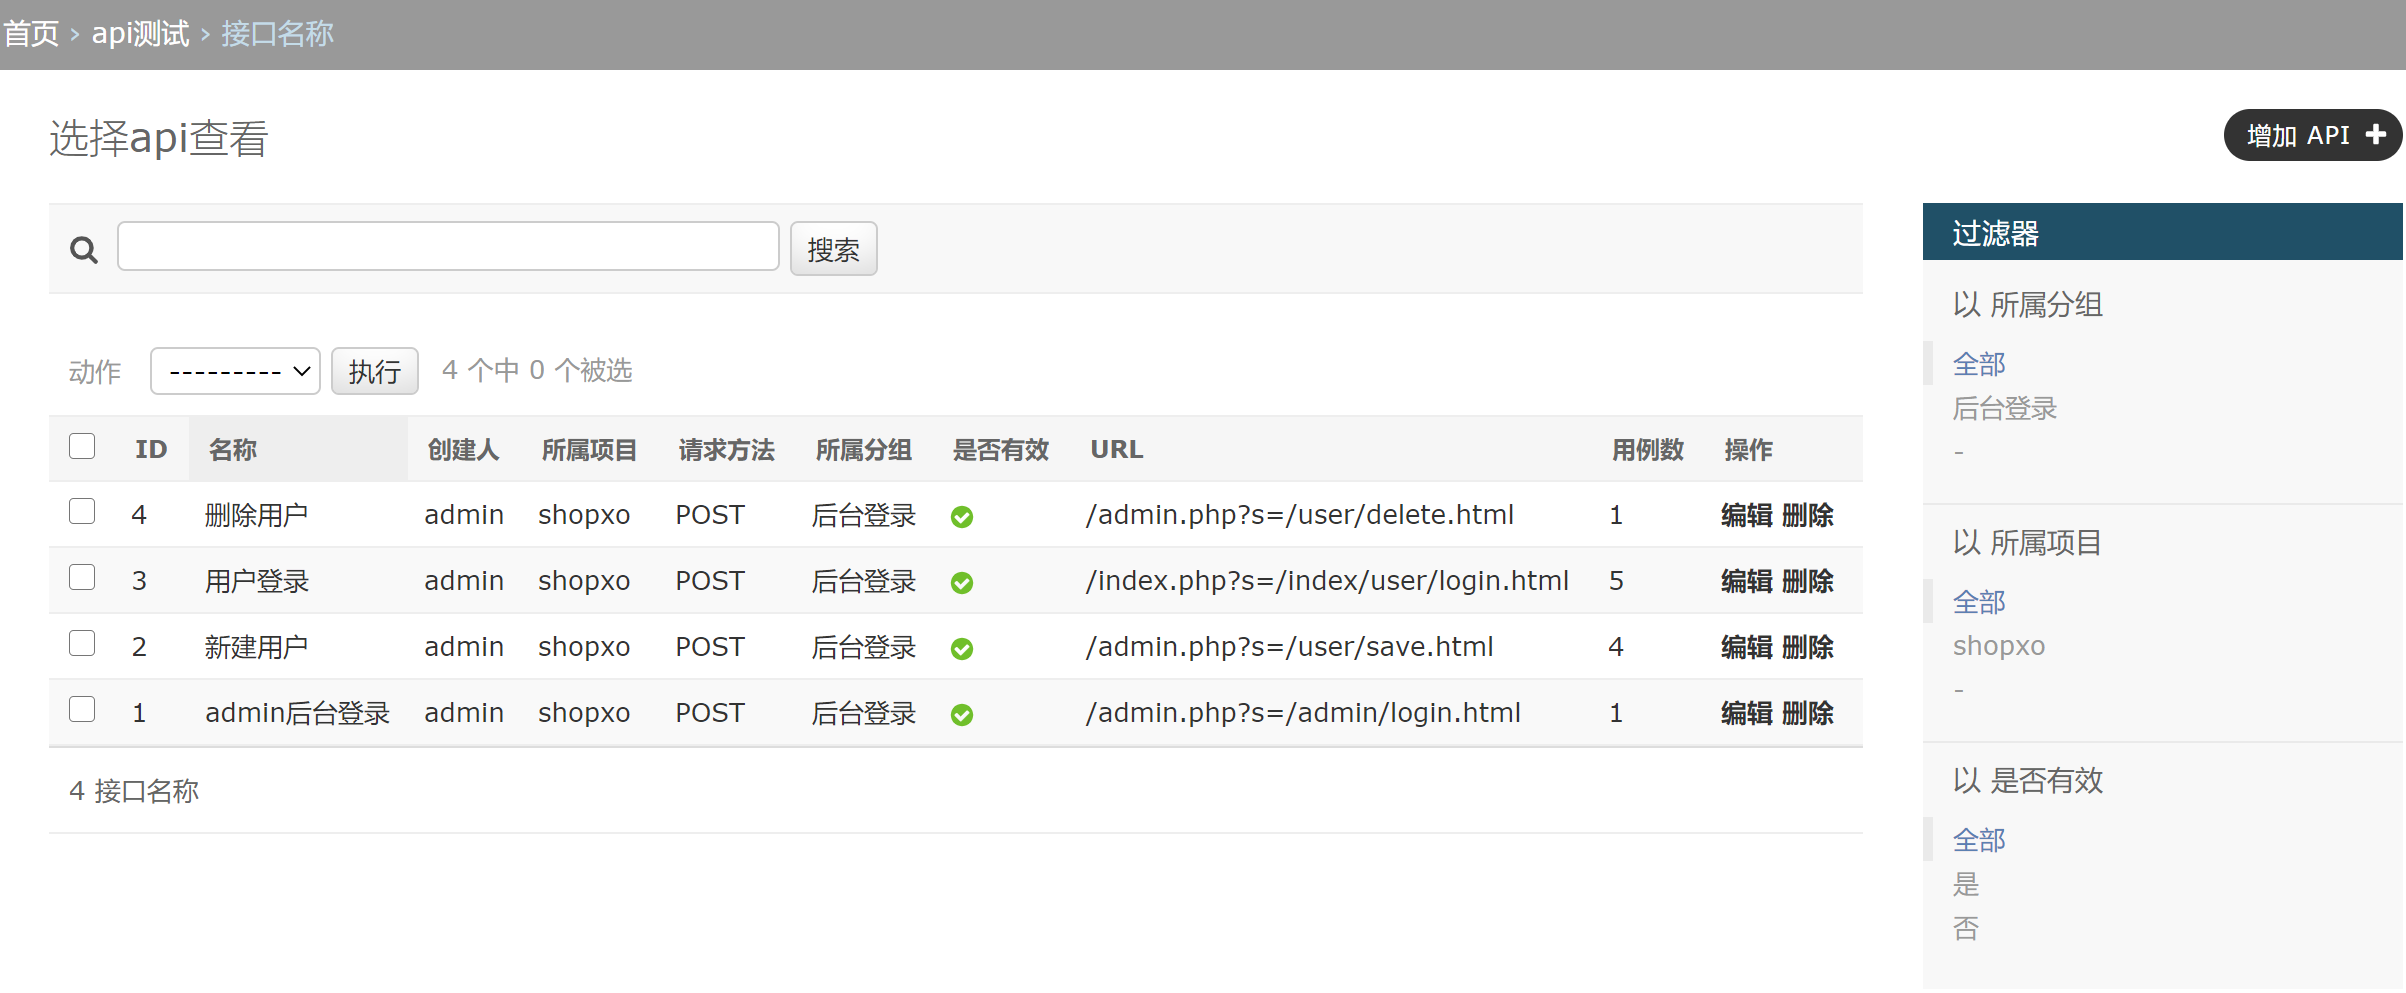 首页 › api测试 › 接口名称
选择api查看
增加 API
搜索
动作 --------- 执行 4 个中 0 个被选
ID 名称 创建人 所属项目 请求方法 所属分组 是否有效 URL 用例数 操作
4 删除用户 admin shopxo POST 后台登录 /admin.php?s=/user/delete.html 1 编辑 删除
3 用户登录 admin shopxo POST 后台登录 /index.php?s=/index/user/login.html 5 编辑 删除
2 新建用户 admin shopxo POST 后台登录 /admin.php?s=/user/save.html 4 编辑 删除
1 admin后台登录 admin shopxo POST 后台登录 /admin.php?s=/admin/login.html 1 编辑 删除
4 接口名称
过滤器
以 所属分组
全部
后台登录
-
以 所属项目
全部
shopxo
-
以 是否有效
全部
是
否